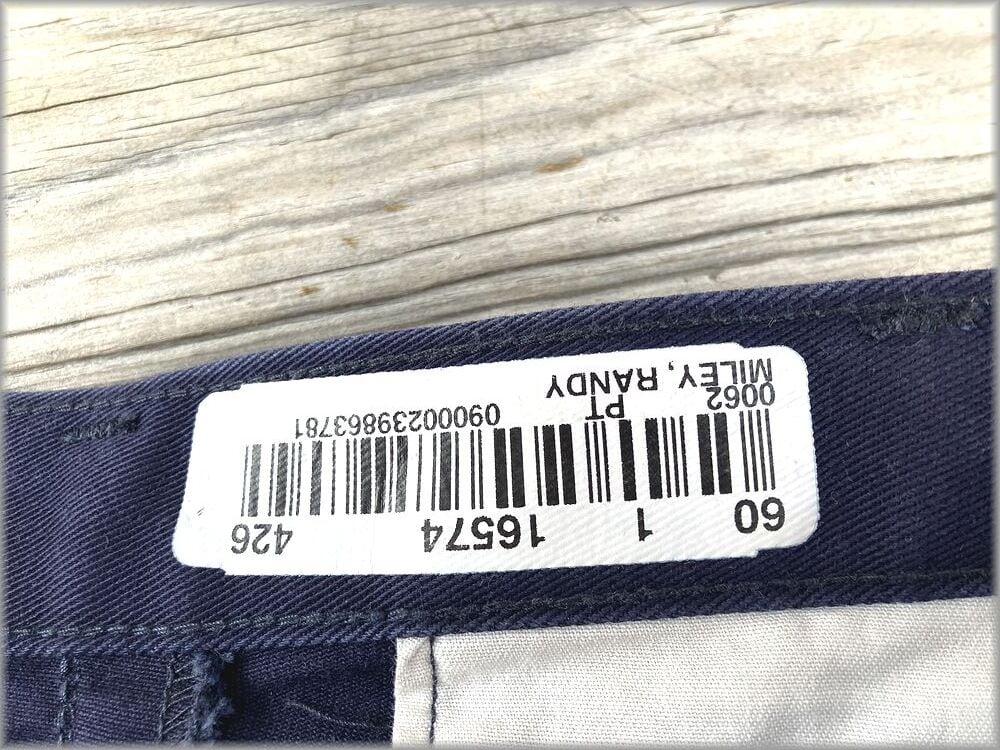 60 1 16574 426
0062 PT 09000239863781
MILEY, RANDY